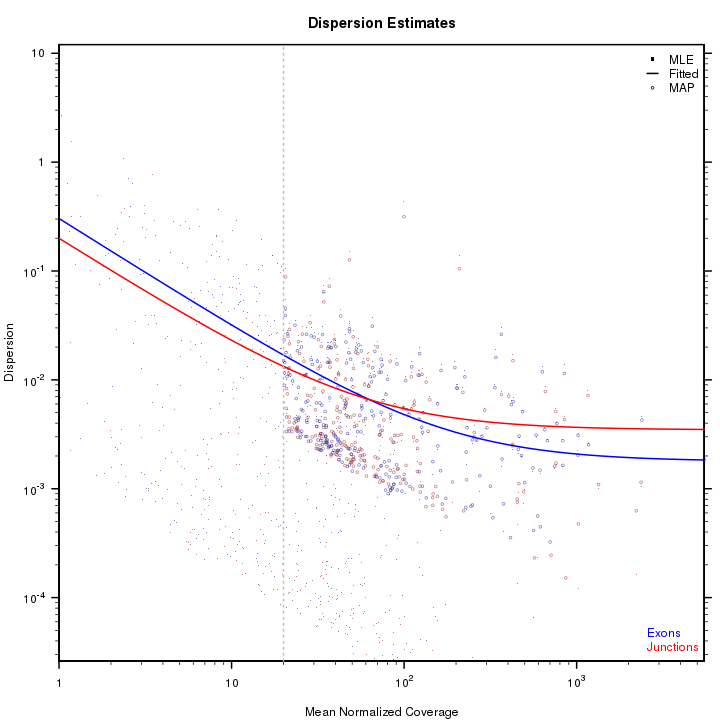 Dispersion Estimates
10
1
10⁻¹
10⁻²
10⁻³
10⁻⁴
Dispersion
MLE
Fitted
MAP
Exons
Junctions
1
10
10²
10³
Mean Normalized Coverage